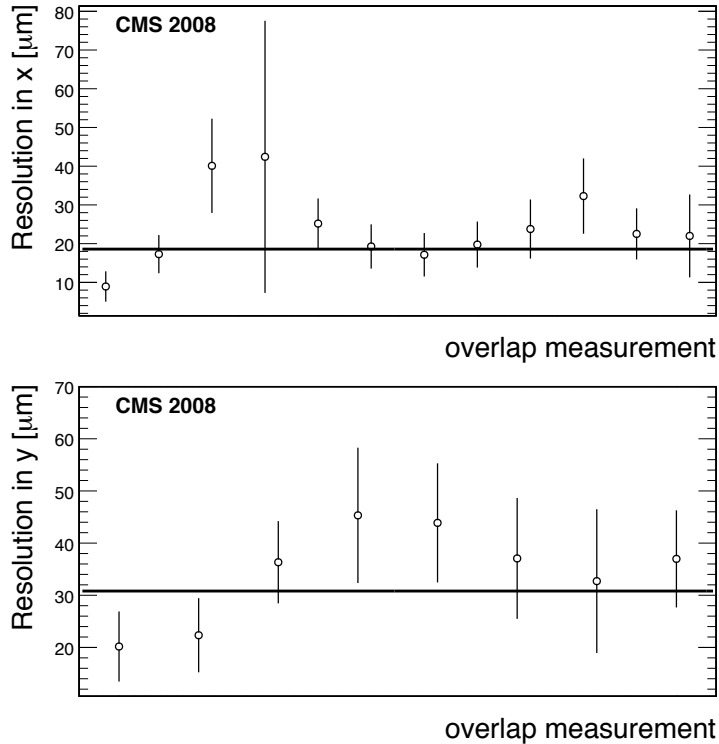 CMS 2008
Resolution in x [μm]
80
70
60
50
40
30
20
10
overlap measurement
CMS 2008
Resolution in y [μm]
70
60
50
40
30
20
overlap measurement